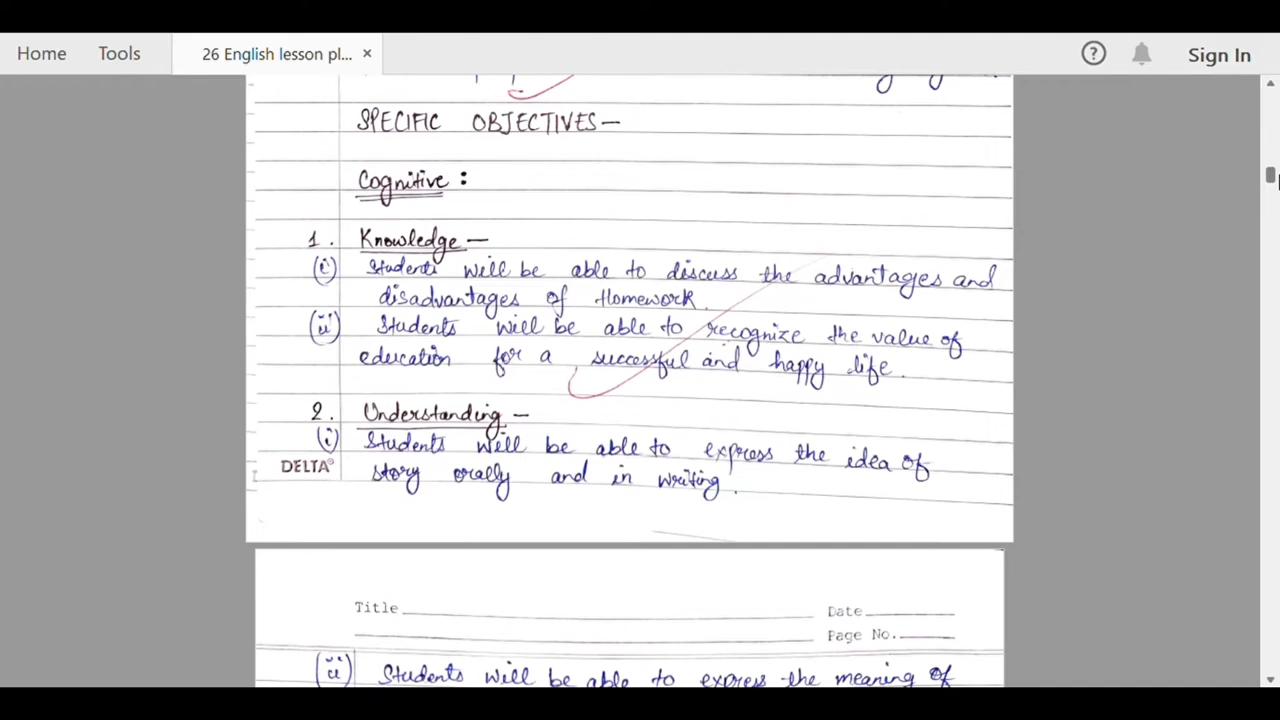 Home Tools 26 English lesson pl... × ? Sign In
SPECIFIC OBJECTIVES —
Cognitive :
1. Knowledge —
(i) Students will be able to discuss the advantages and
disadvantages of Homework.
(ii) Students will be able to recognize the value of
education for a successful and happy life.
2. Understanding —
(i) Students will be able to express the idea of
DELTA® story orally and in writing.
Title Date
Page No.
(ii) Students will be able to express the meaning of